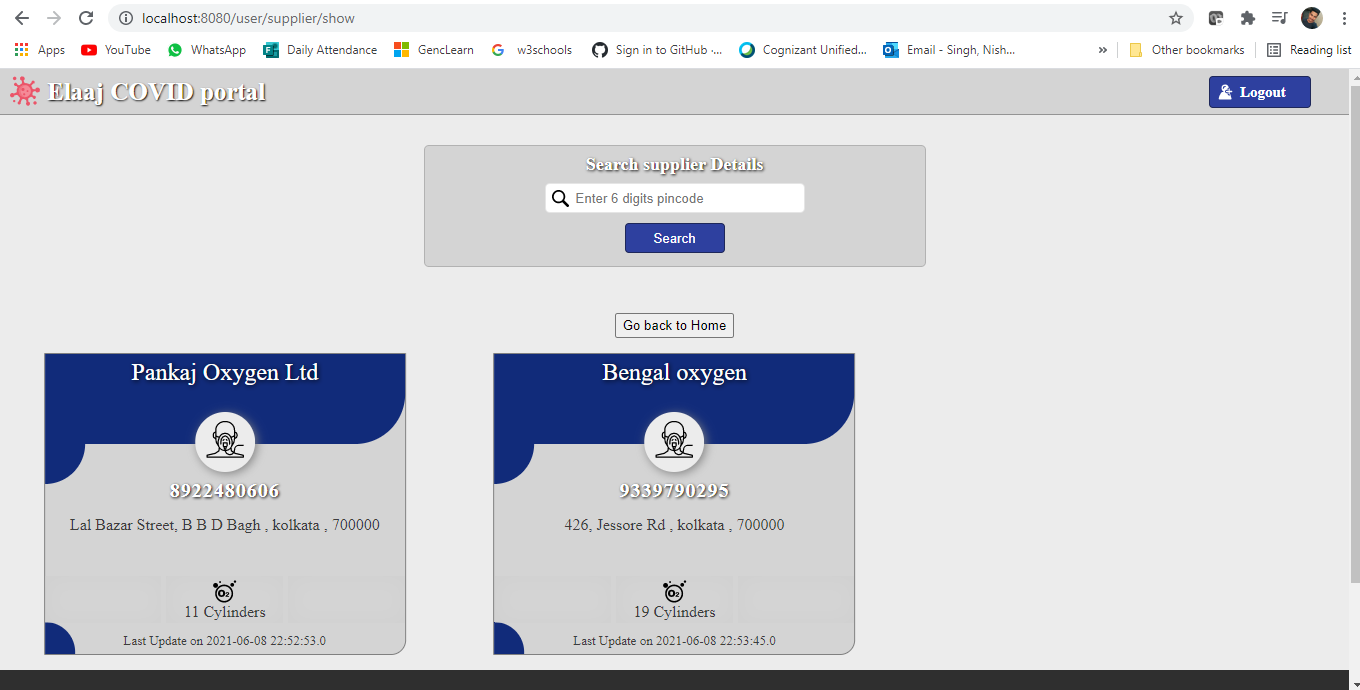 localhost:8080/user/supplier/show
Apps YouTube WhatsApp Daily Attendance GencLearn w3schools Sign in to GitHub ·... Cognizant Unified... Email - Singh, Nish... » Other bookmarks Reading list
Elaaj COVID portal Logout
Search supplier Details
Enter 6 digits pincode
Search
Go back to Home
Pankaj Oxygen Ltd
8922480606
Lal Bazar Street, B B D Bagh , kolkata , 700000
O2
11 Cylinders
Last Update on 2021-06-08 22:52:53.0
Bengal oxygen
9339790295
426, Jessore Rd , kolkata , 700000
O2
19 Cylinders
Last Update on 2021-06-08 22:53:45.0